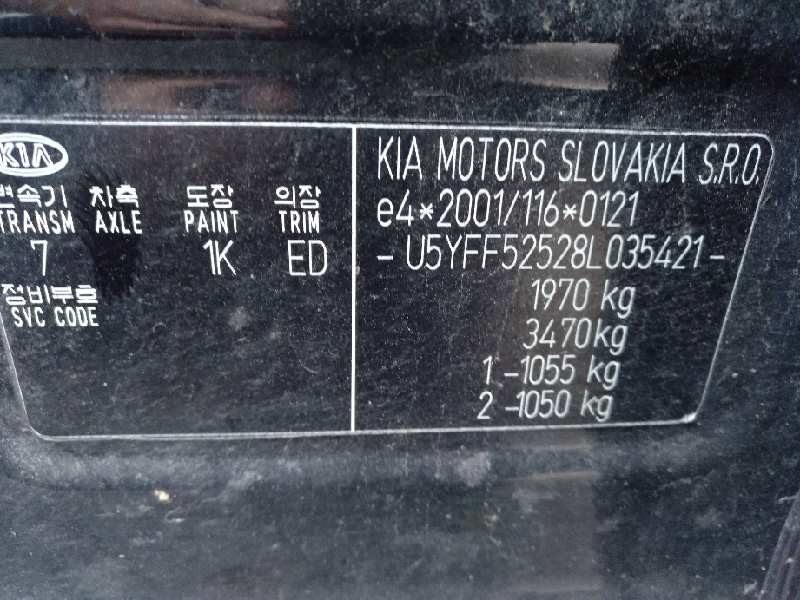 KIA
변속기 차축 도장 의장
TRANSM AXLE PAINT TRIM
7 1K ED
정비부호
SVC CODE
KIA MOTORS SLOVAKIA S.R.O.
e4*2001/116*0121
-U5YFF52528L035421-
1970 kg
3470kg
1 -1055 kg
2 -1050 kg